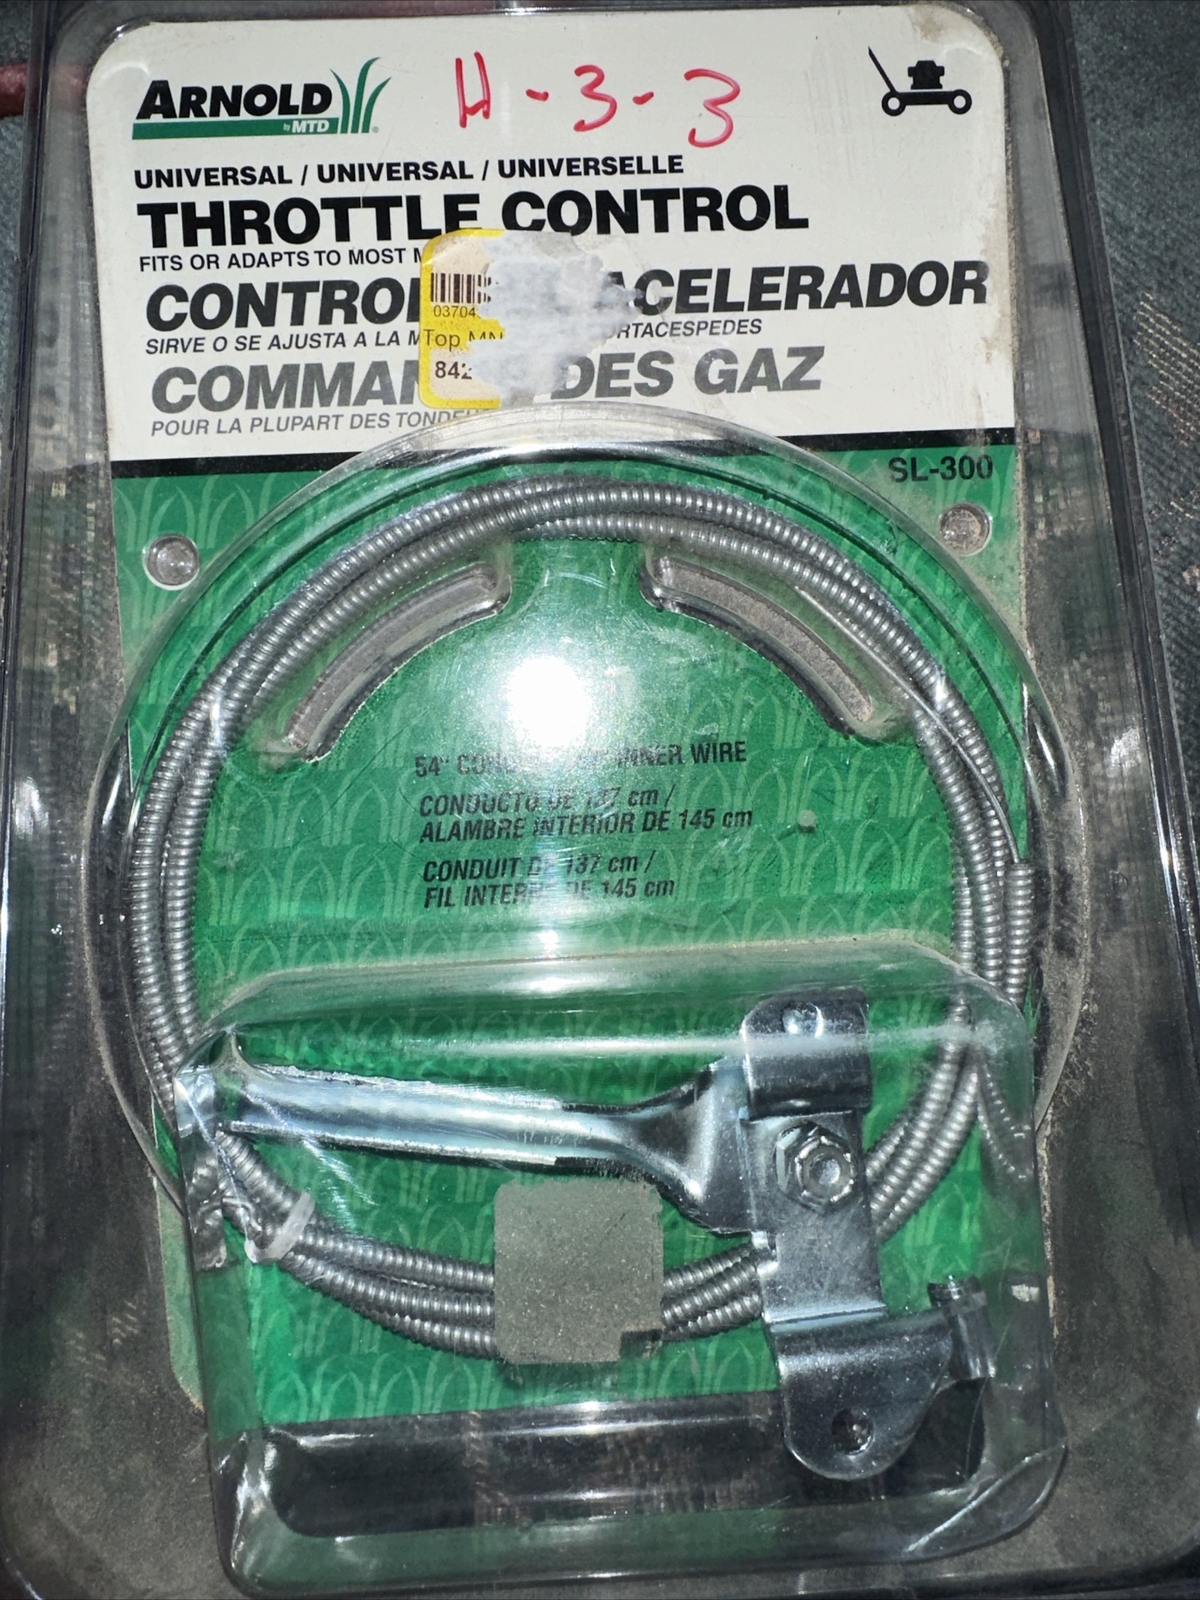 ARNOLD
by MTD
H-3-3
UNIVERSAL / UNIVERSAL / UNIVERSELLE
THROTTLE CONTROL
FITS OR ADAPTS TO MOST
CONTROL ACELERADOR
SIRVE O SE AJUSTA A LA
COMMAN DES GAZ
POUR LA PLUPART DES
03704
Top MN
842
SL-300
54" INNER WIRE
CONDUCTO DE 137 cm /
ALAMBRE INTERIOR DE 145 cm
CONDUIT DE 137 cm /
FIL INTERNE DE 145 cm